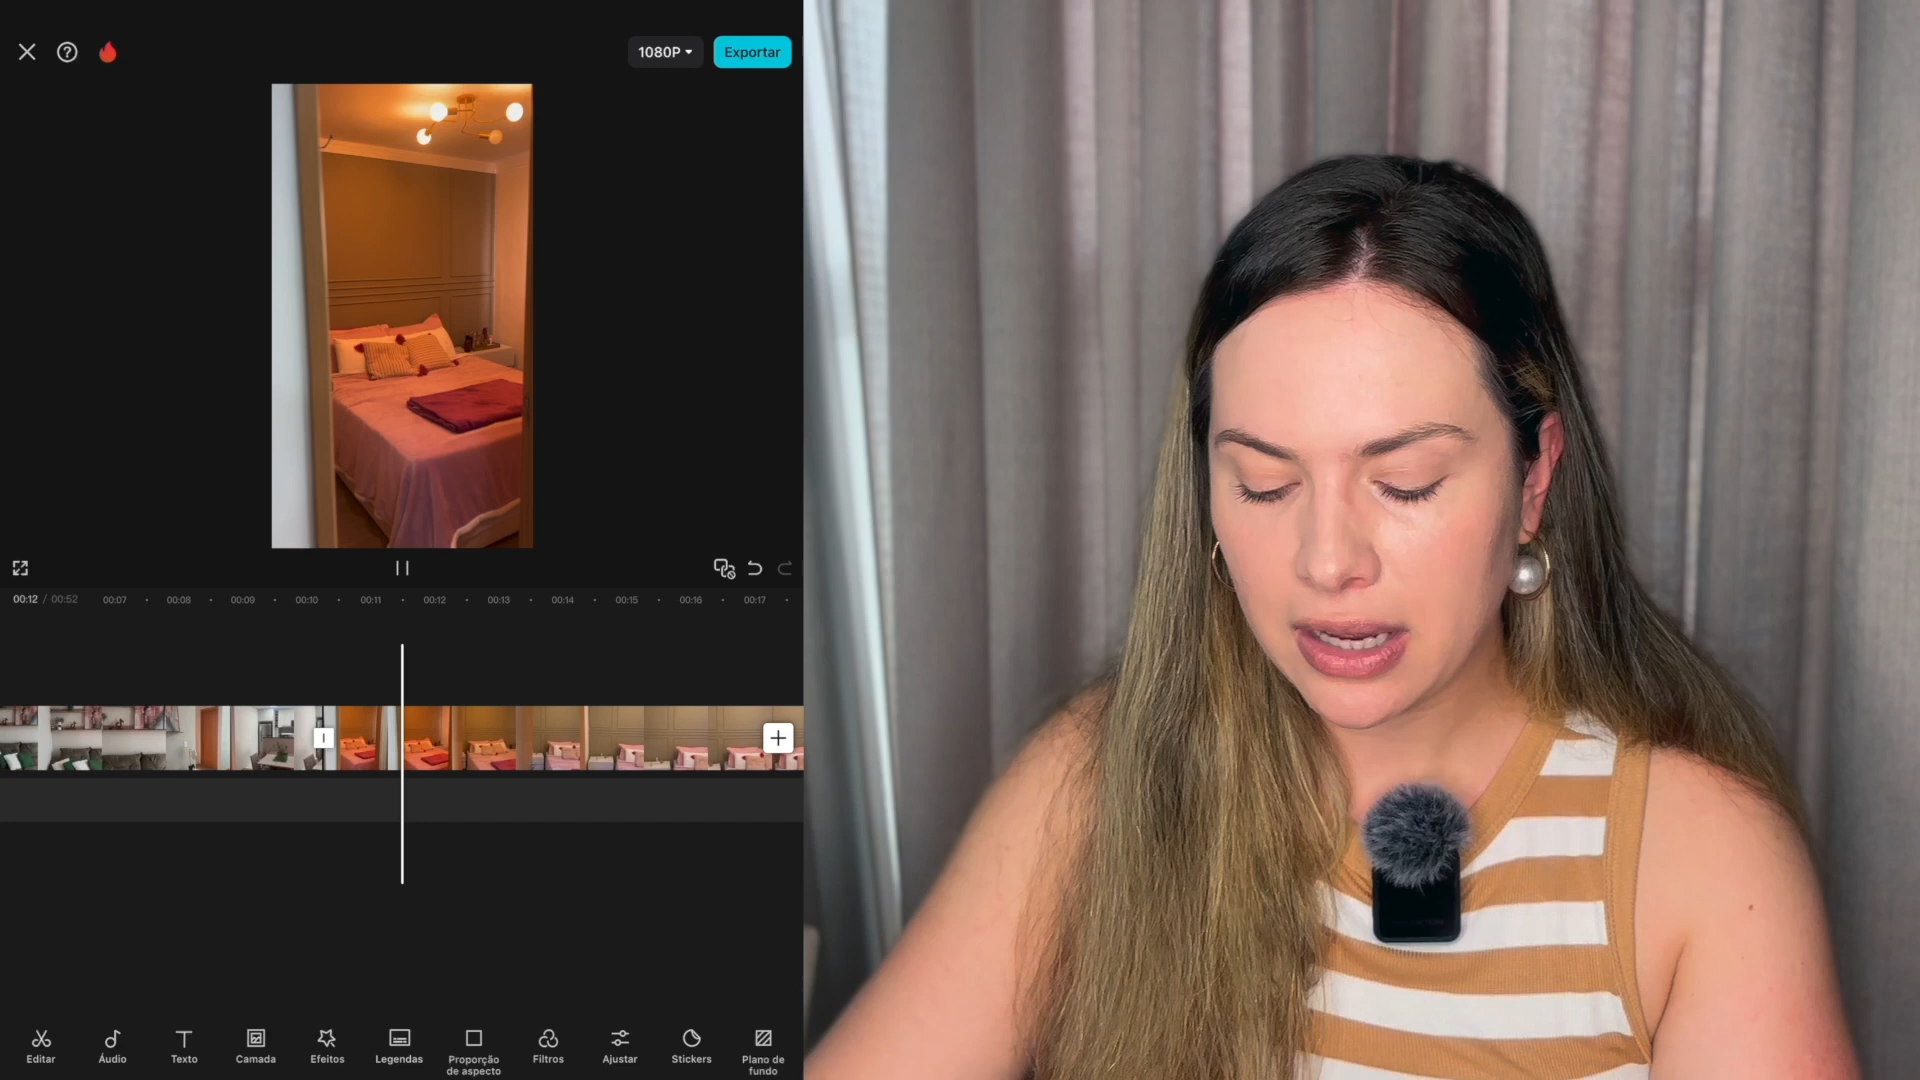 1080P
Exportar
00:12 / 00:52
00:07
00:08
00:09
00:10
00:11
00:12
00:13
00:14
00:15
00:16
00:17
Editar
Áudio
Texto
Camada
Efeitos
Legendas
Proporção
de aspecto
Filtros
Ajustar
Stickers
Plano de
fundo